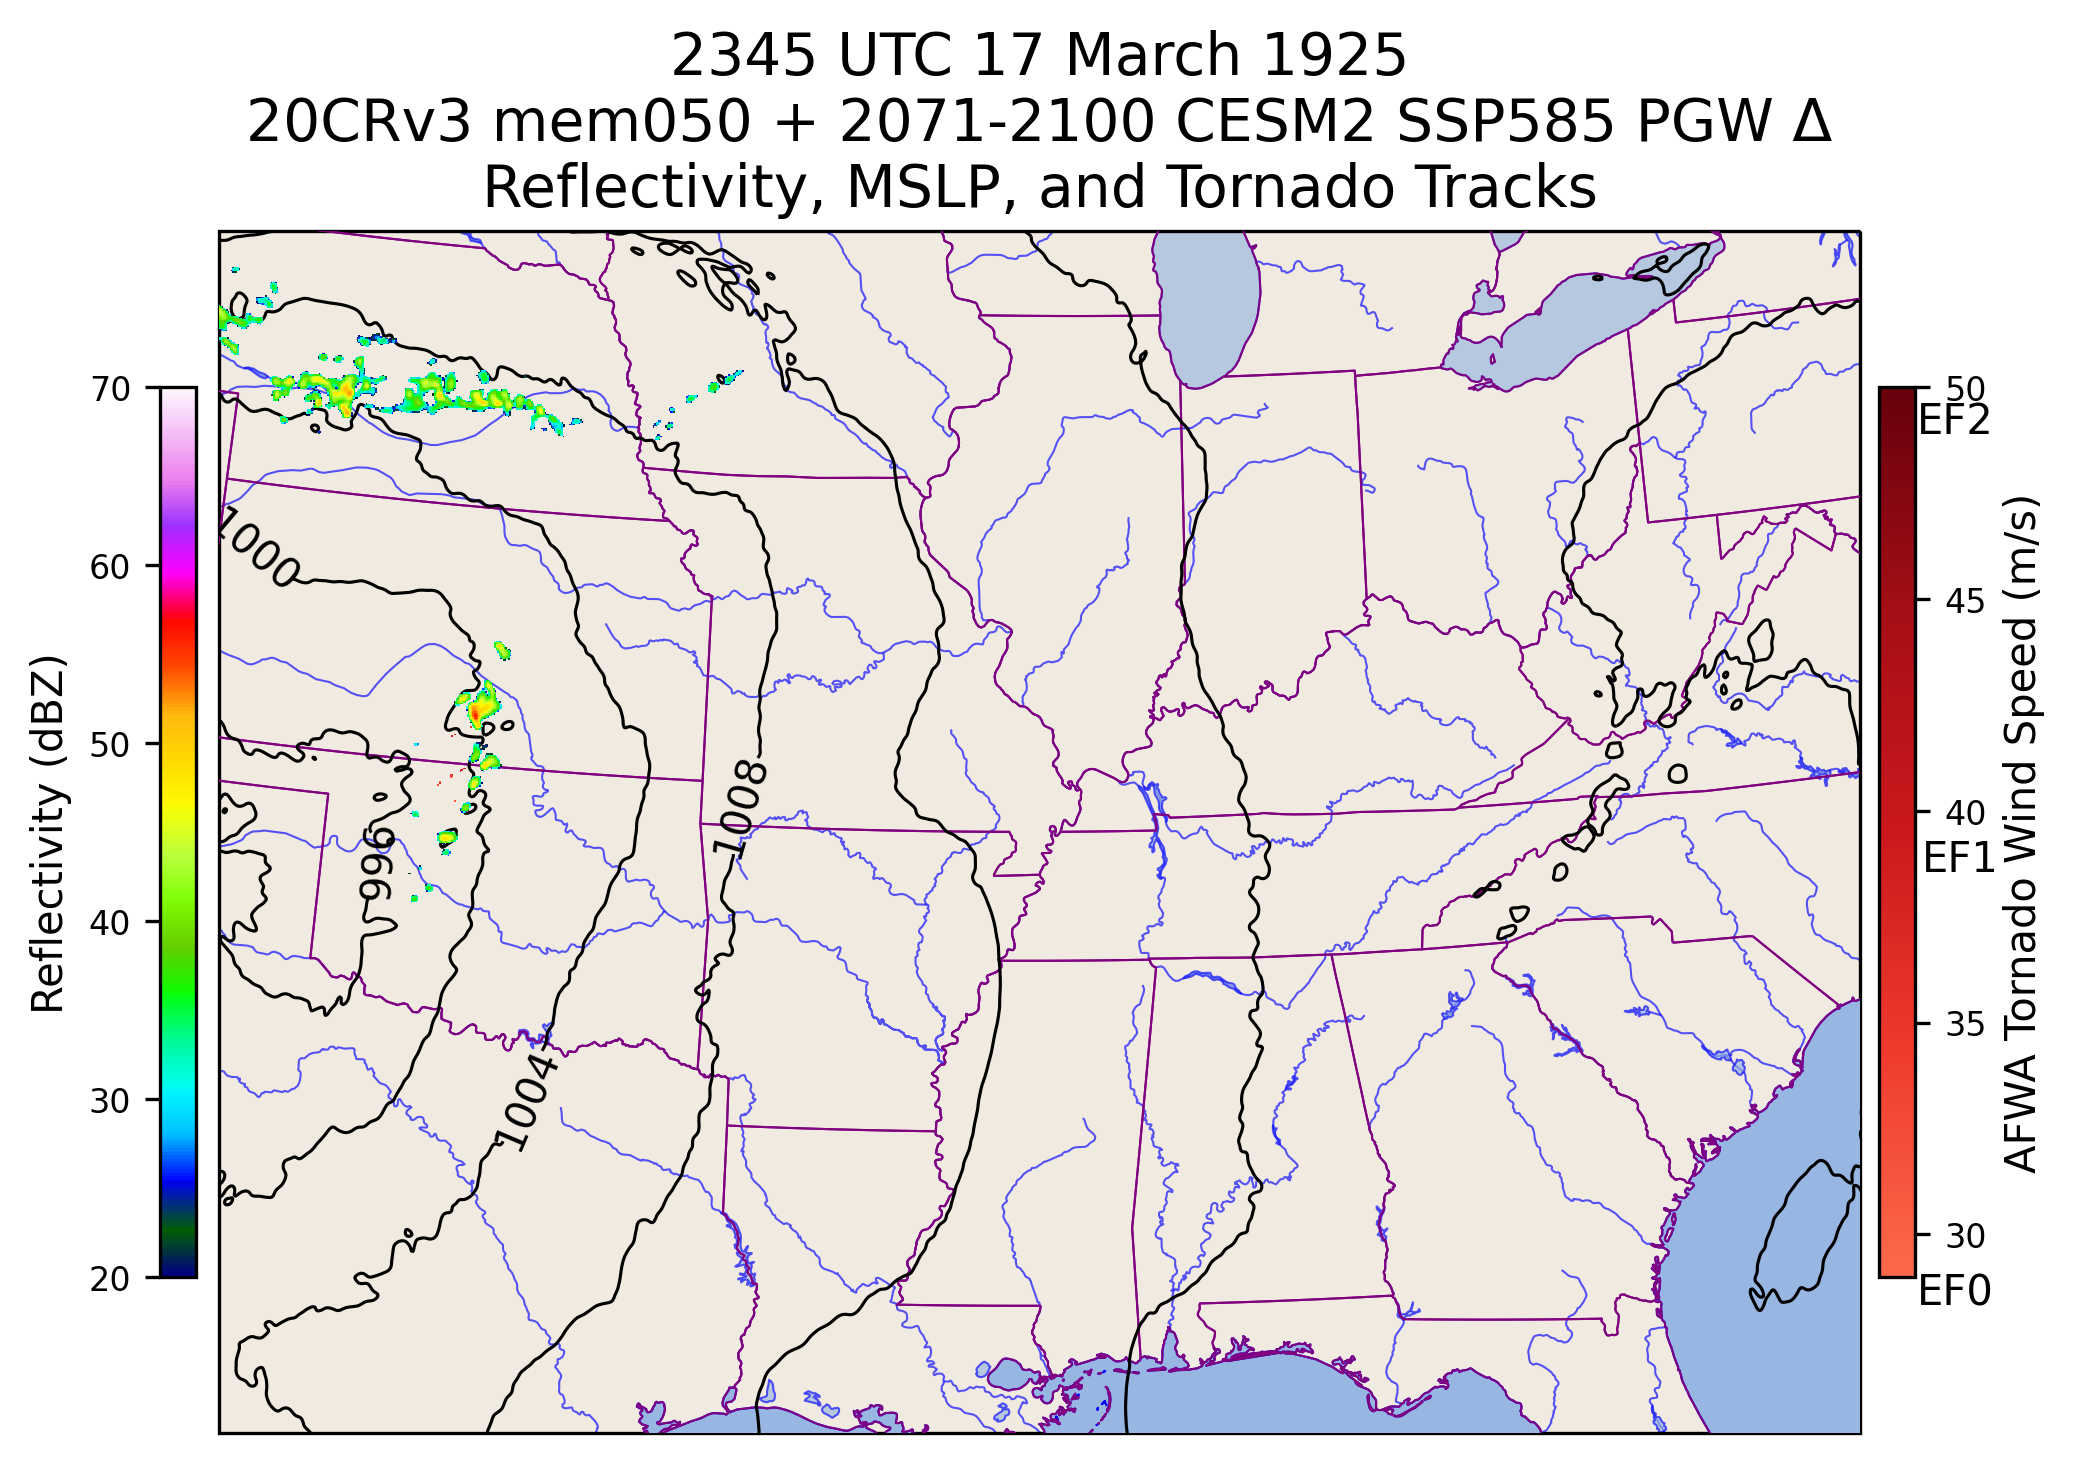 2345 UTC 17 March 1925
20CRv3 mem050 + 2071-2100 CESM2 SSP585 PGW Δ
Reflectivity, MSLP, and Tornado Tracks
70
60
50
40
30
20
Reflectivity (dBZ)
1000
996
1008
1004
50
EF2
45
40
EF1
35
30
EF0
AFWA Tornado Wind Speed (m/s)